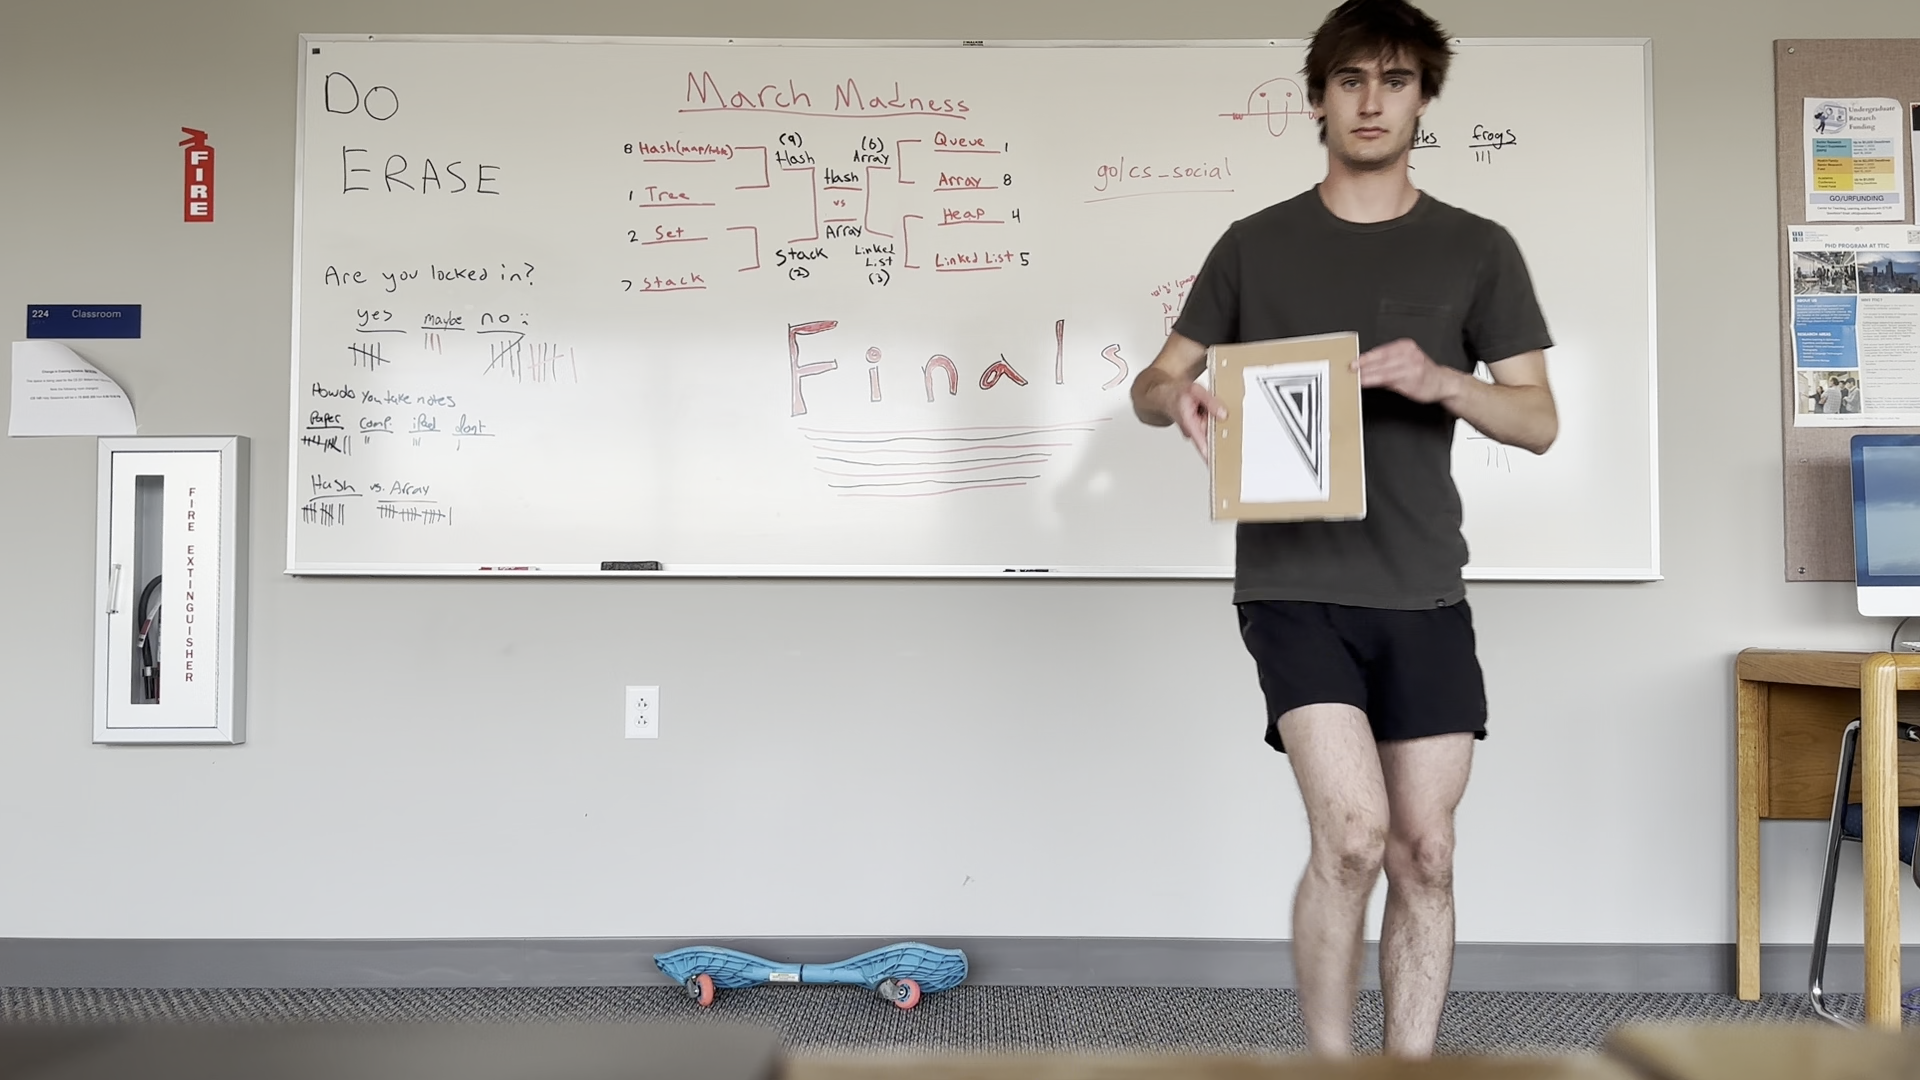 DO
ERASE
Are you locked in?
yes maybe no :
How do you take notes
Paper Comp. iPad dont
Hash vs. Array
March Madness
8 Hash(map/table)
1 Tree
2 Set
7 Stack
(9)
Hash
Stack
(2)
Hash
vs
Array
(6)
Array
Linked
List
(3)
Queue 1
Array 8
Heap 4
Linked List 5
Finals
go/cs_social
frogs
FIRE
224 Classroom
FIRE EXTINGUISHER
Undergraduate
Research
Funding
GO/URFUNDING
PHD PROGRAM AT TTIC